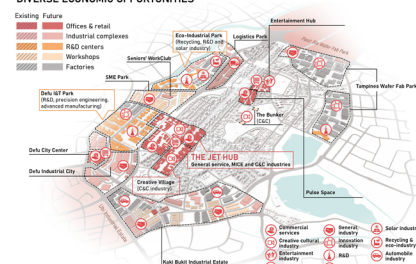 DIVERSE ECONOMIC OPPORTUNITIES
Existing Future
Offices & retail
Industrial complexes
R&D centers
Workshops
Factories
Eco-Industrial Park
(Recycling, R&D and
solar industry)
Logistics Park
Entertainment Hub
Seniors' WorkClub
SME Park
Defu I&T Park
(R&D, precision engineering,
advanced manufacturing)
Tampines Wafer Fab Park
The Bunker
(C&C)
Defu City Center
THE JET HUB
General service, MICE and C&C industries
Defu Industrial City
Creative Village
(C&C industry)
Pulse Space
Kaki Bukit Industrial Estate
Commercial
services
General
industry
Solar industry
Creative cultural
industry
Innovation
industry
Recycling &
eco-industry
Entertainment
industry
R&D
Automobile
industry